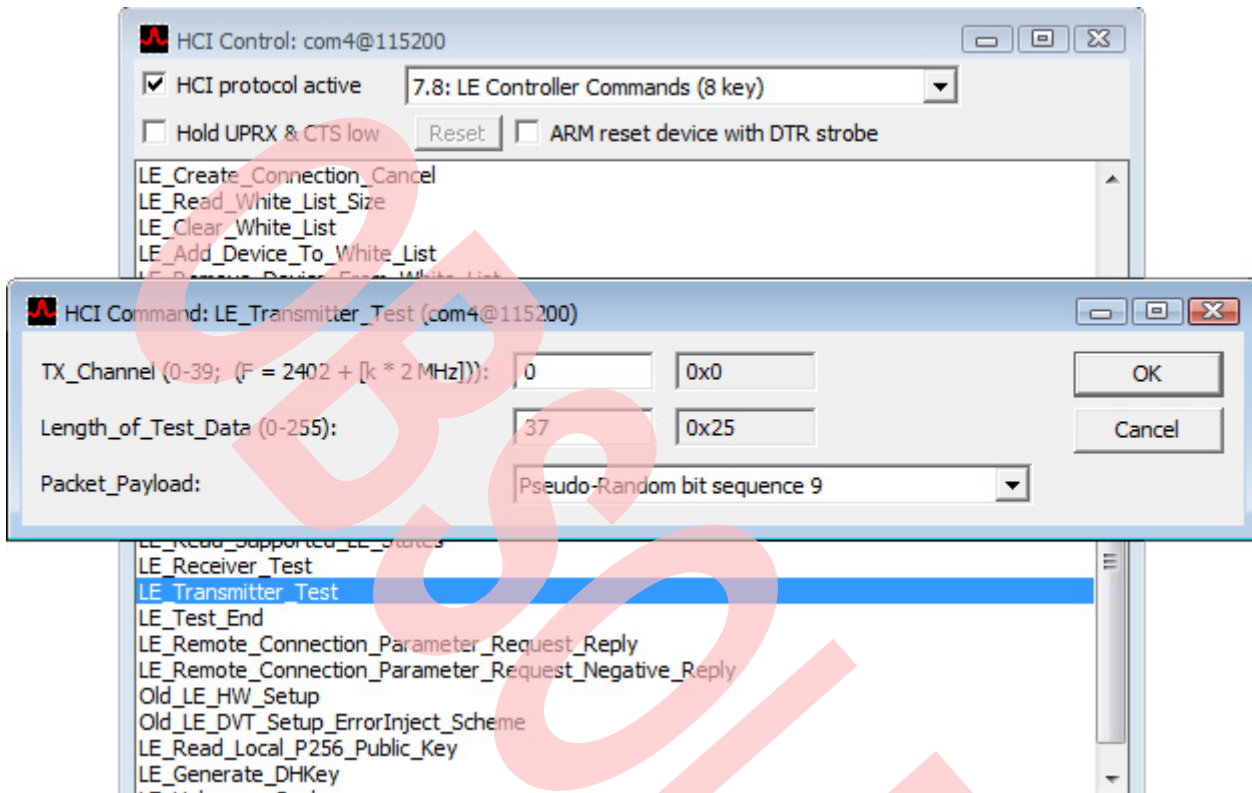 HCI Control: com4@115200
HCI protocol active 7.8: LE Controller Commands (8 key)
Hold UPRX & CTS low Reset ARM reset device with DTR strobe
LE_Create_Connection_Cancel
LE_Read_White_List_Size
LE_Clear_White_List
LE_Add_Device_To_White_List
LE_Remove_Device_From_White_List
HCI Command: LE_Transmitter_Test (com4@115200)
TX_Channel (0-39; (F = 2402 + [k * 2 MHz])): 0 0x0 OK
Length_of_Test_Data (0-255): 37 0x25 Cancel
Packet_Payload: Pseudo-Random bit sequence 9
LE_Read_Supported_LE_States
LE_Receiver_Test
LE_Transmitter_Test
LE_Test_End
LE_Remote_Connection_Parameter_Request_Reply
LE_Remote_Connection_Parameter_Request_Negative_Reply
Old_LE_HW_Setup
Old_LE_DVT_Setup_ErrorInject_Scheme
LE_Read_Local_P256_Public_Key
LE_Generate_DHKey
OBSOL